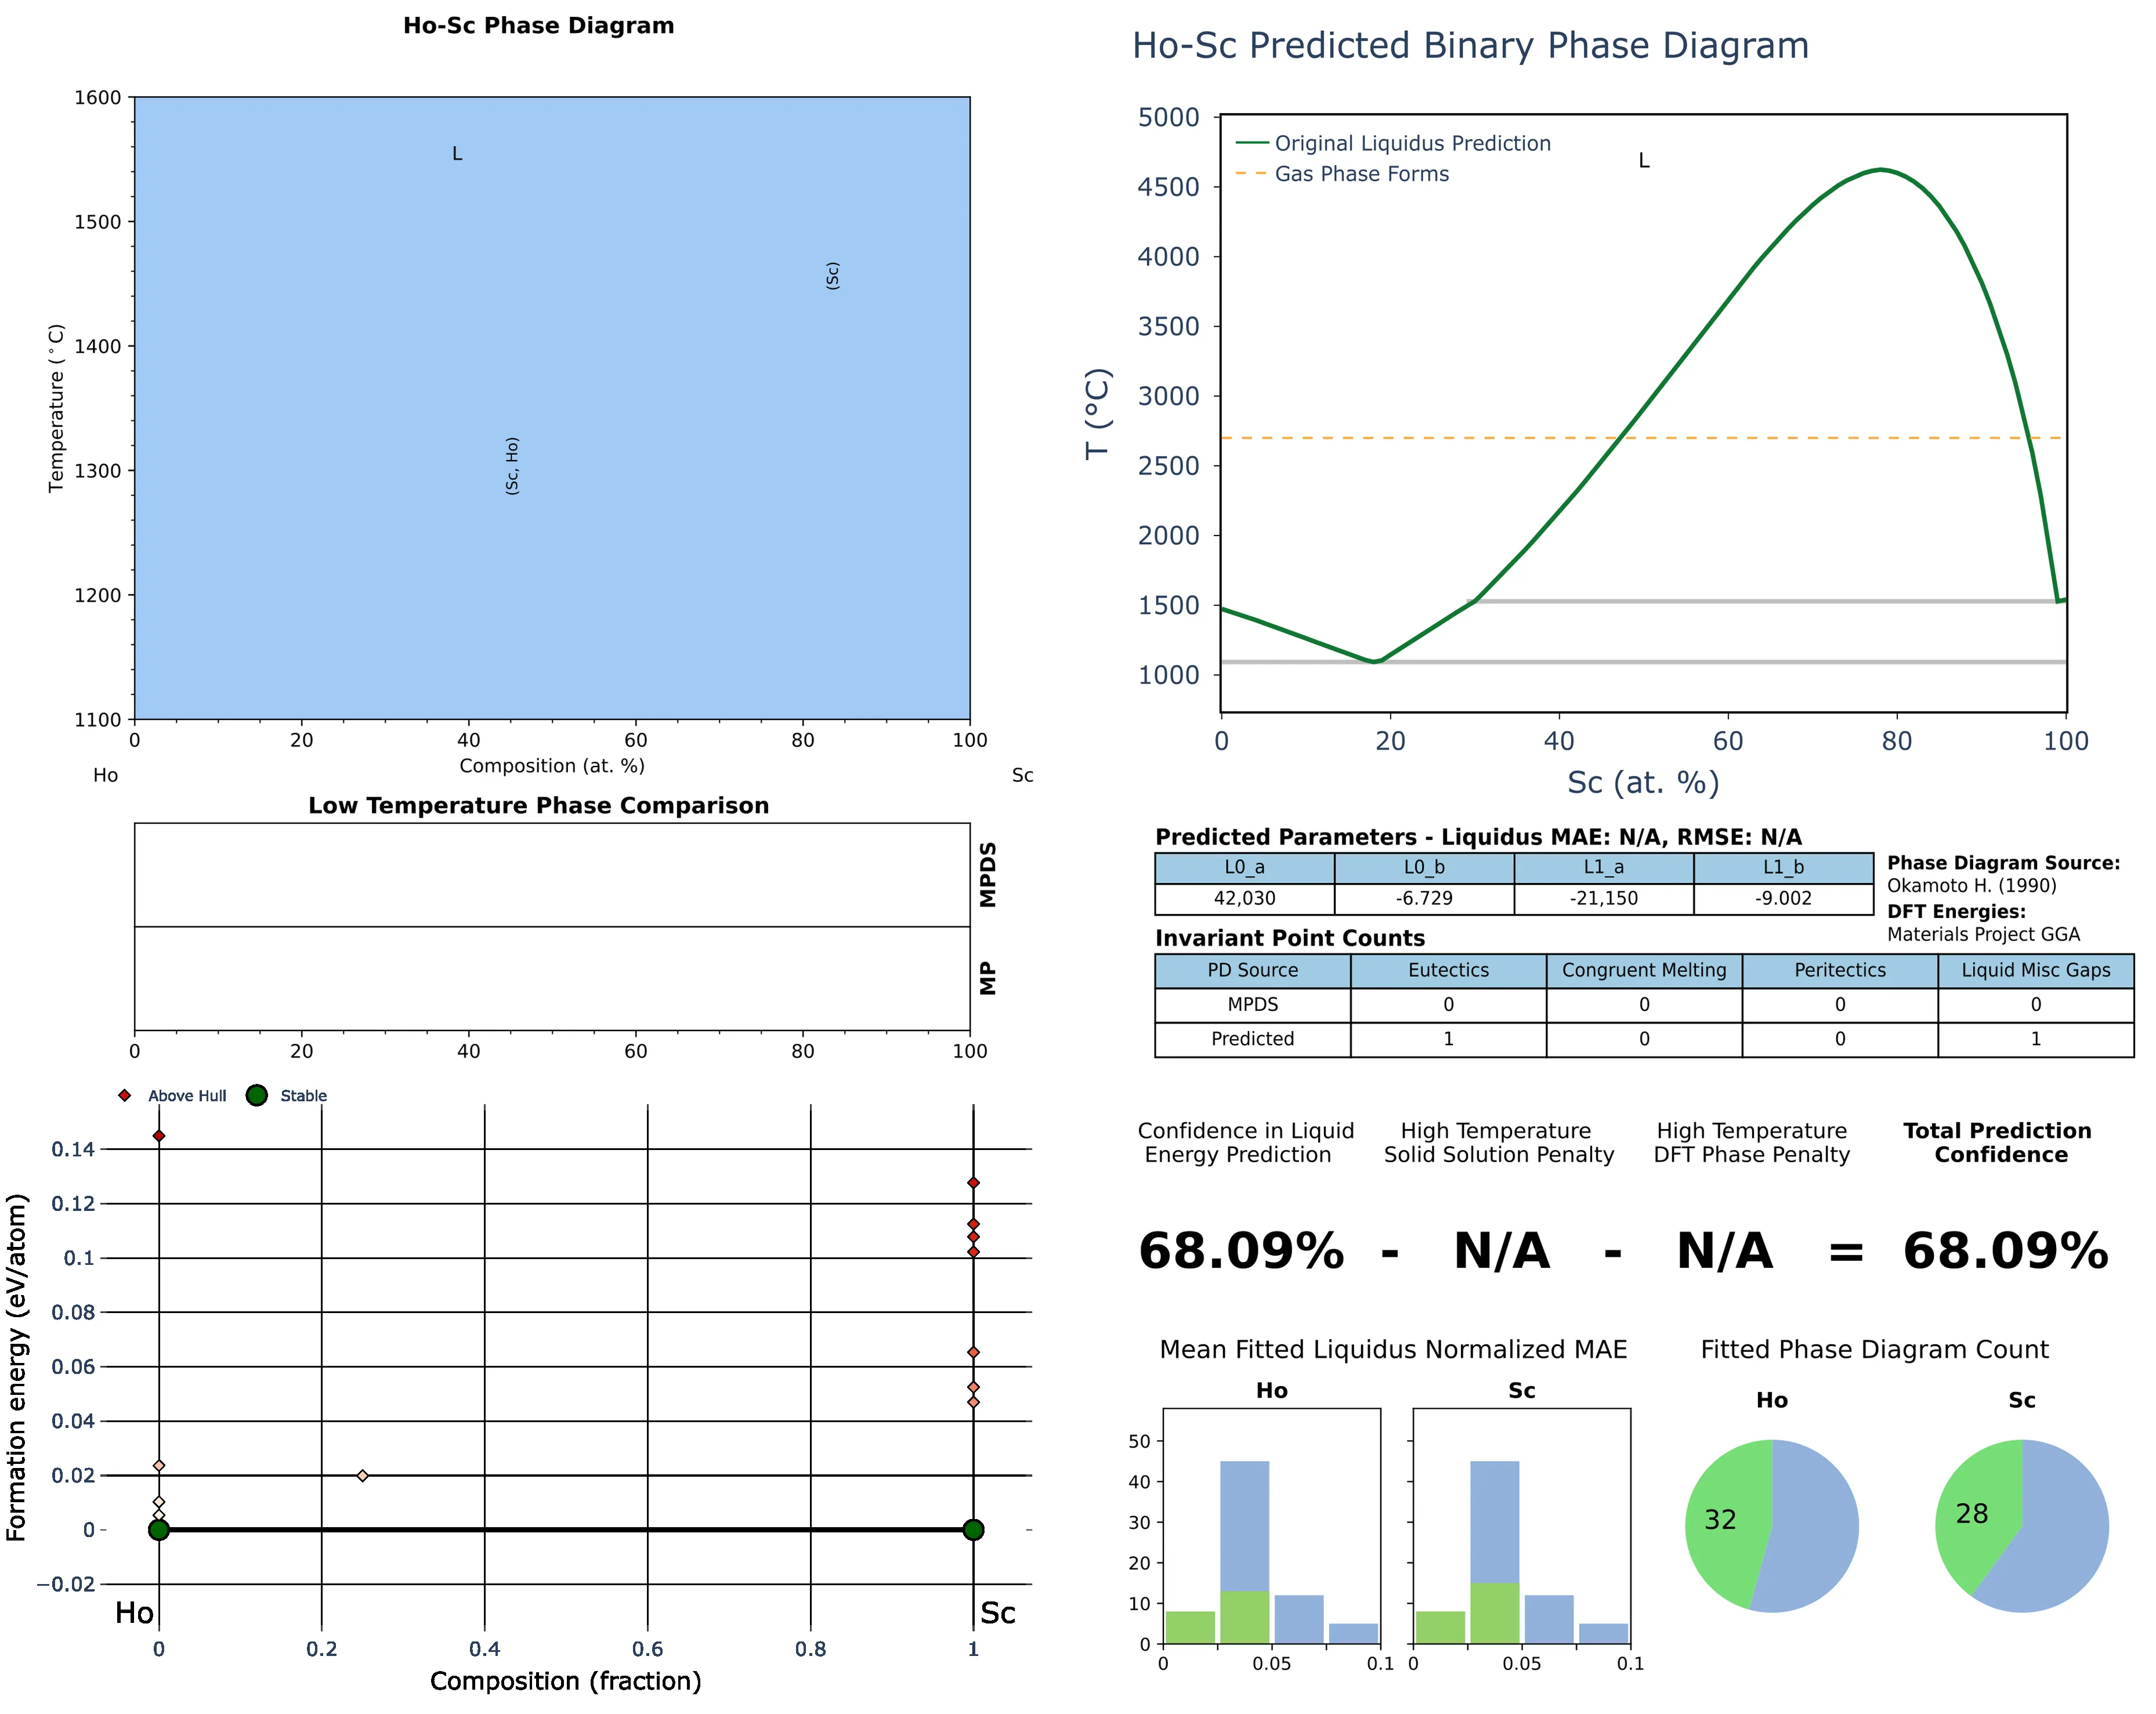 Ho-Sc Phase Diagram
1600
1500
1400
1300
1200
1100
Temperature (°C)
L
(Sc)
(Sc, Ho)
0 20 40 60 80 100
Composition (at. %)
Ho Sc
Low Temperature Phase Comparison
MPDS
MP
0 20 40 60 80 100
Above Hull Stable
0.14
0.12
0.1
0.08
0.06
0.04
0.02
0
−0.02
Formation energy (eV/atom)
Ho Sc
0 0.2 0.4 0.6 0.8 1
Composition (fraction)
Ho-Sc Predicted Binary Phase Diagram
5000
4500
4000
3500
3000
2500
2000
1500
1000
T (°C)
Original Liquidus Prediction
Gas Phase Forms
L
0 20 40 60 80 100
Sc (at. %)
Predicted Parameters - Liquidus MAE: N/A, RMSE: N/A
L0_a L0_b L1_a L1_b
42,030 -6.729 -21,150 -9.002
Phase Diagram Source:
Okamoto H. (1990)
DFT Energies:
Materials Project GGA
Invariant Point Counts
PD Source Eutectics Congruent Melting Peritectics Liquid Misc Gaps
MPDS 0 0 0 0
Predicted 1 0 0 1
Confidence in Liquid
Energy Prediction
High Temperature
Solid Solution Penalty
High Temperature
DFT Phase Penalty
Total Prediction
Confidence
68.09% - N/A - N/A = 68.09%
Mean Fitted Liquidus Normalized MAE
Ho Sc
50
40
30
20
10
0
0 0.05 0.1 0 0.05 0.1
Fitted Phase Diagram Count
Ho Sc
32 28